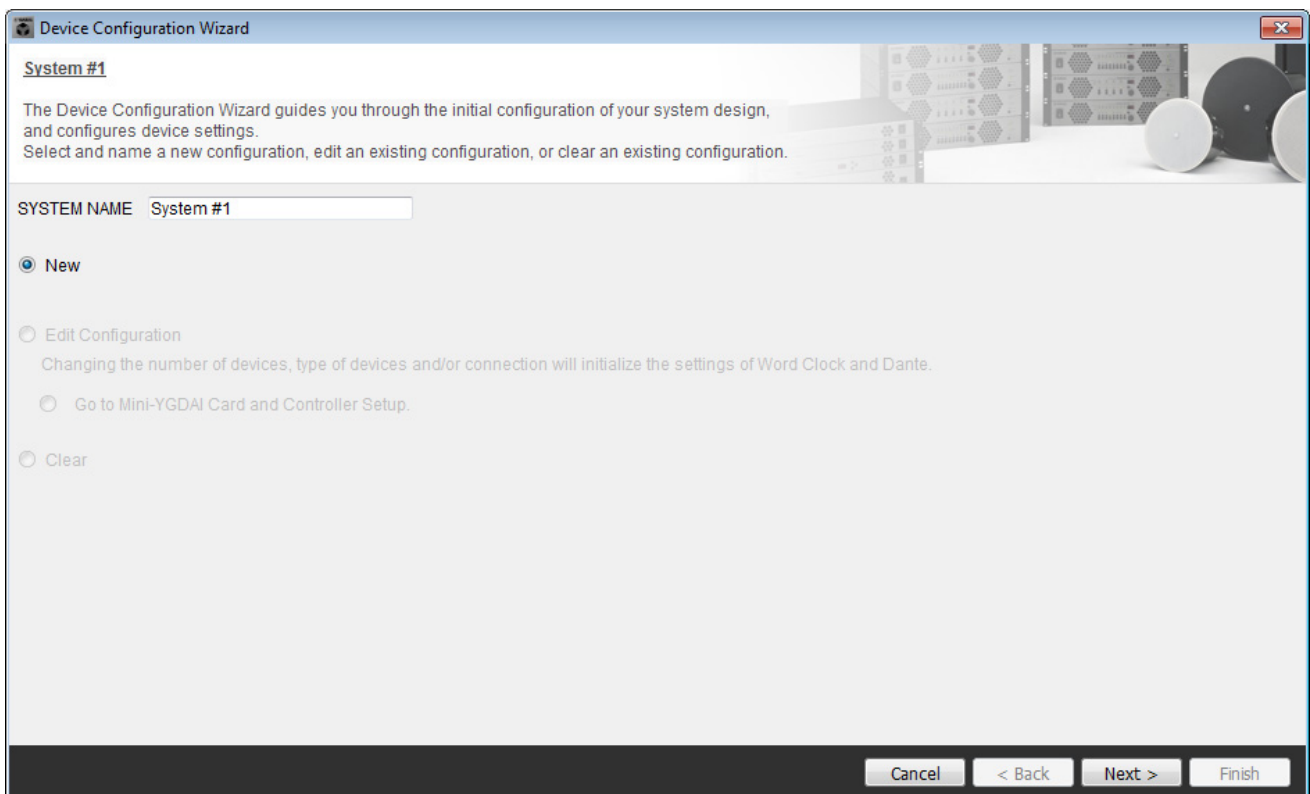 Device Configuration Wizard
System #1
The Device Configuration Wizard guides you through the initial configuration of your system design,
and configures device settings.
Select and name a new configuration, edit an existing configuration, or clear an existing configuration.
SYSTEM NAME System #1
New
Edit Configuration
Changing the number of devices, type of devices and/or connection will initialize the settings of Word Clock and Dante.
Go to Mini-YGDAI Card and Controller Setup.
Clear
Cancel < Back Next > Finish